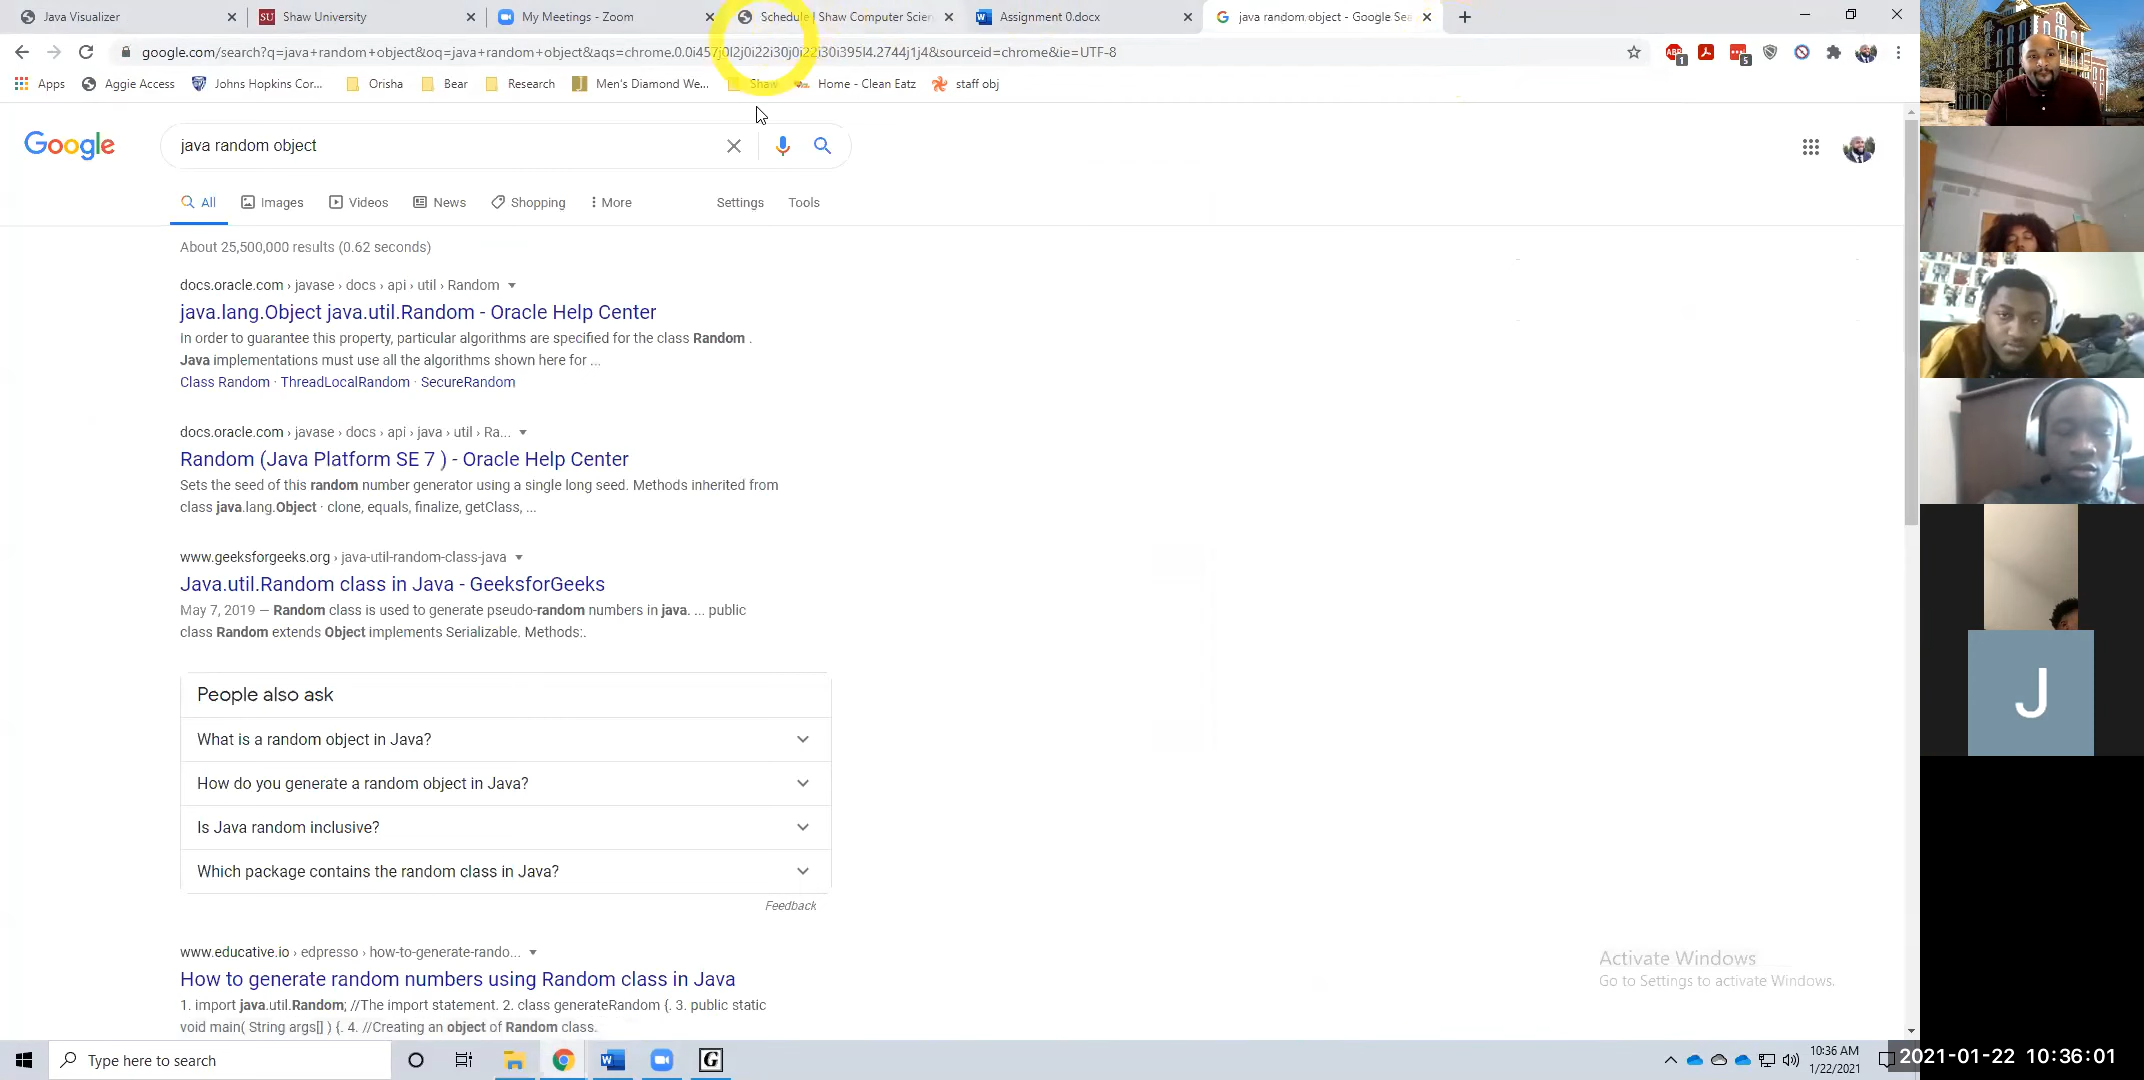 Java Visualizer
SU Shaw University
My Meetings - Zoom
Schedule | Shaw Computer Scien
Assignment 0.docx
java random object - Google Sea
google.com/search?q=java+random+object&oq=java+random+object&aqs=chrome.0.0i457j0l2j0i22i30j0i22i30i395l4.2744j1j4&sourceid=chrome&ie=UTF-8
ABP 1
5
Apps
Aggie Access
Johns Hopkins Cor...
Orisha
Bear
Research
Men's Diamond We...
Shaw
Home - Clean Eatz
staff obj
Google
java random object
All
Images
Videos
News
Shopping
More
Settings
Tools
About 25,500,000 results (0.62 seconds)
docs.oracle.com › javase › docs › api › util › Random
java.lang.Object java.util.Random - Oracle Help Center
In order to guarantee this property, particular algorithms are specified for the class Random .
Java implementations must use all the algorithms shown here for ...
Class Random · ThreadLocalRandom · SecureRandom
docs.oracle.com › javase › docs › api › java › util › Ra...
Random (Java Platform SE 7 ) - Oracle Help Center
Sets the seed of this random number generator using a single long seed. Methods inherited from
class java.lang.Object · clone, equals, finalize, getClass, ...
www.geeksforgeeks.org › java-util-random-class-java
Java.util.Random class in Java - GeeksforGeeks
May 7, 2019 — Random class is used to generate pseudo-random numbers in java. ... public
class Random extends Object implements Serializable. Methods:.
People also ask
What is a random object in Java?
How do you generate a random object in Java?
Is Java random inclusive?
Which package contains the random class in Java?
Feedback
www.educative.io › edpresso › how-to-generate-rando...
How to generate random numbers using Random class in Java
1. import java.util.Random; //The import statement. 2. class generateRandom {. 3. public static
void main( String args[] ) {. 4. //Creating an object of Random class.
J
Activate Windows
Go to Settings to activate Windows.
Type here to search
W
G
10:36 AM
1/22/2021
2021-01-22 10:36:01